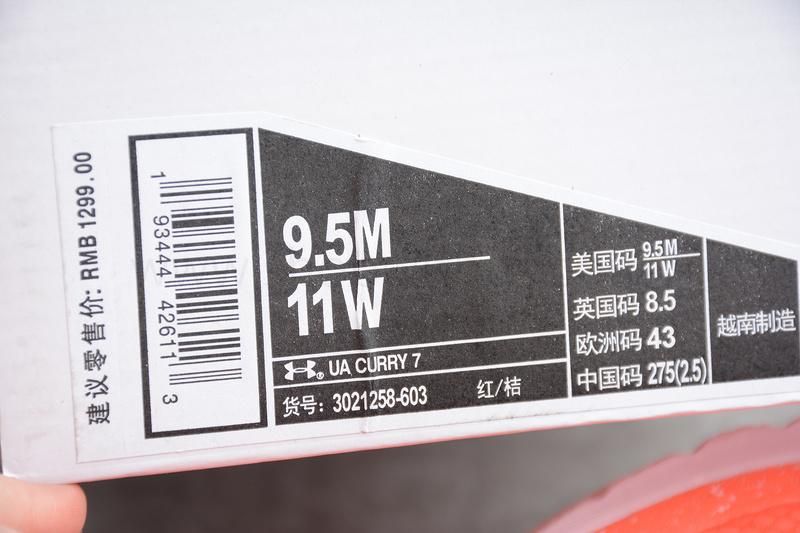 建议零售价: RMB 1299.00
1 93444 42611 3
9.5M
11W
UA CURRY 7
货号: 3021258-603 红/桔
美国码 9.5M
11W
英国码 8.5
欧洲码 43
中国码 275(2.5)
越南制造